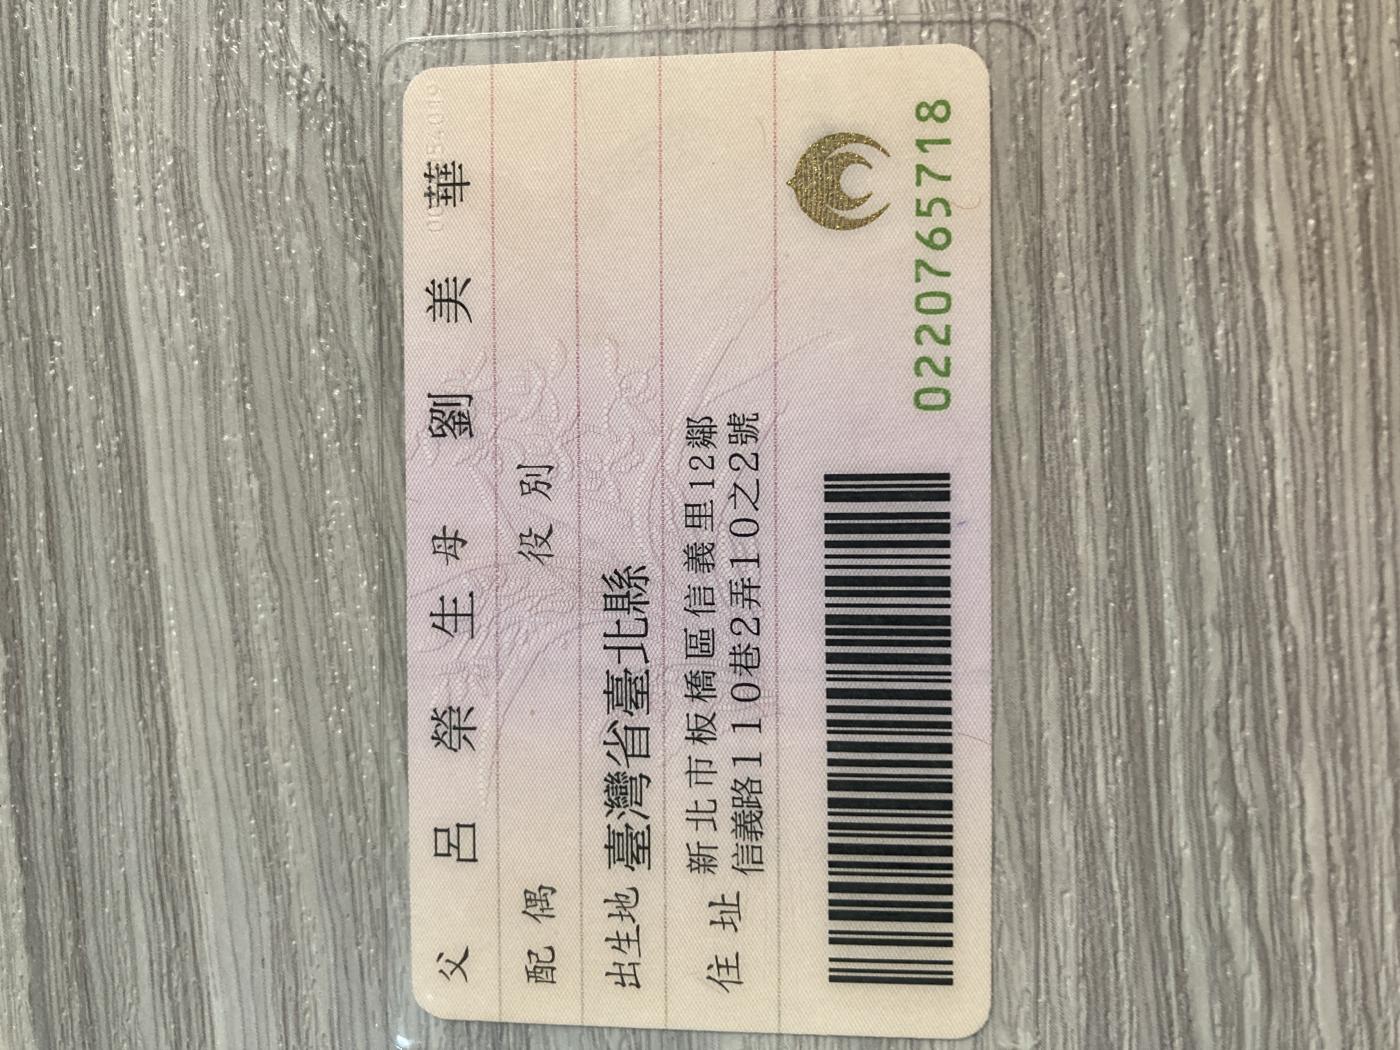 父 呂榮生 母 劉美華
配偶 役別
出生地 臺灣省臺北縣
住址 新北市板橋區信義里12鄰
信義路110巷2弄10之2號
0220765718